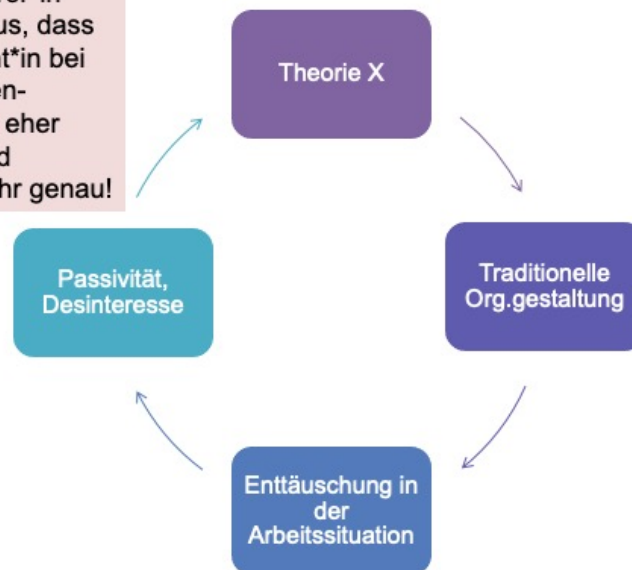 us, dass
t*in bei
en-
eher
d
hr genau!
Theorie X
Traditionelle
Org.gestaltung
Enttäuschung in
der
Arbeitssituation
Passivität,
Desinteresse